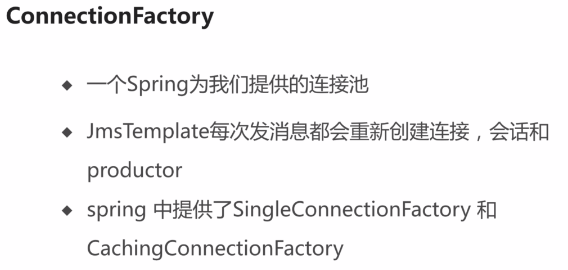 ConnectionFactory
◆ 一个Spring为我们提供的连接池
◆ JmsTemplate每次发消息都会重新创建连接，会话和
productor
◆ spring 中提供了SingleConnectionFactory 和
CachingConnectionFactory